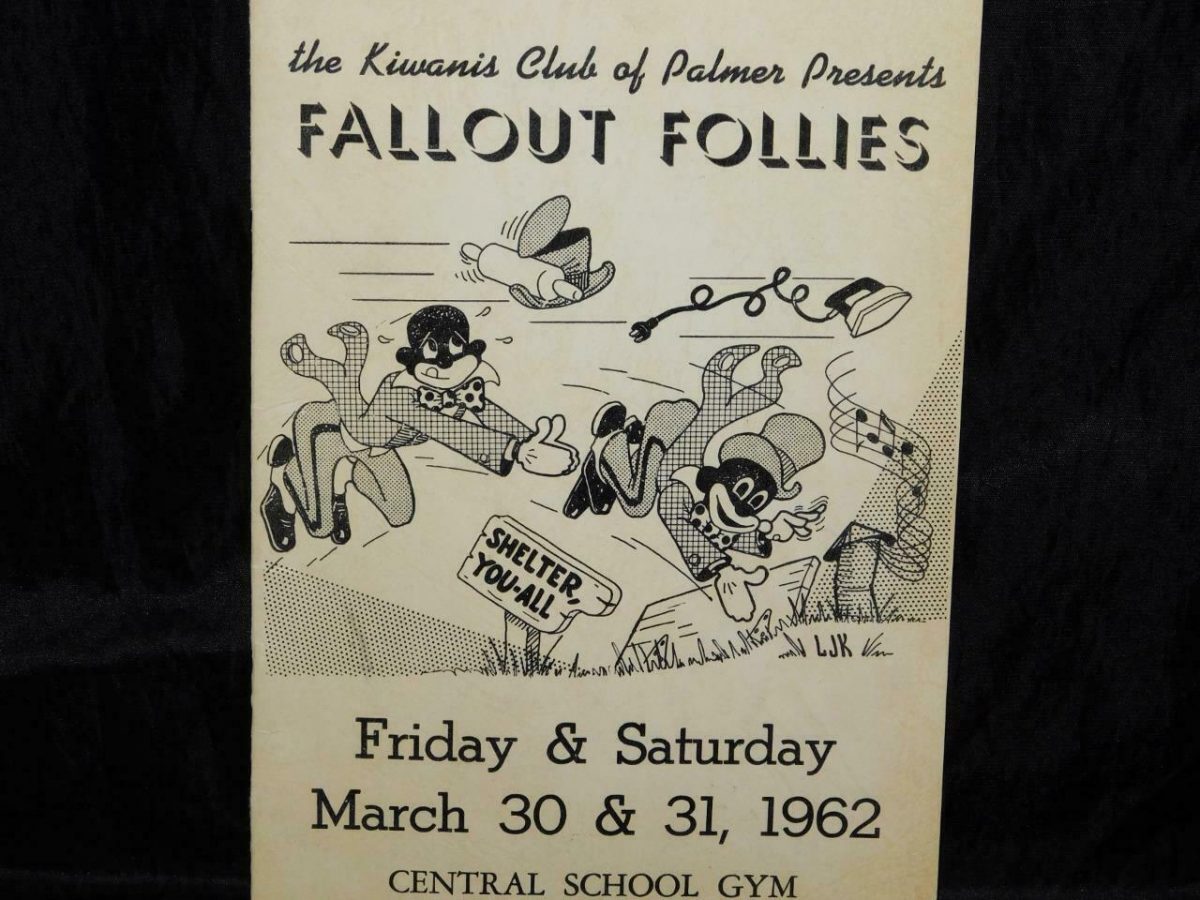 the Kiwanis Club of Palmer Presents
FALLOUT FOLLIES
SHELTER,
YOU-ALL
LJK
Friday & Saturday
March 30 & 31, 1962
CENTRAL SCHOOL GYM